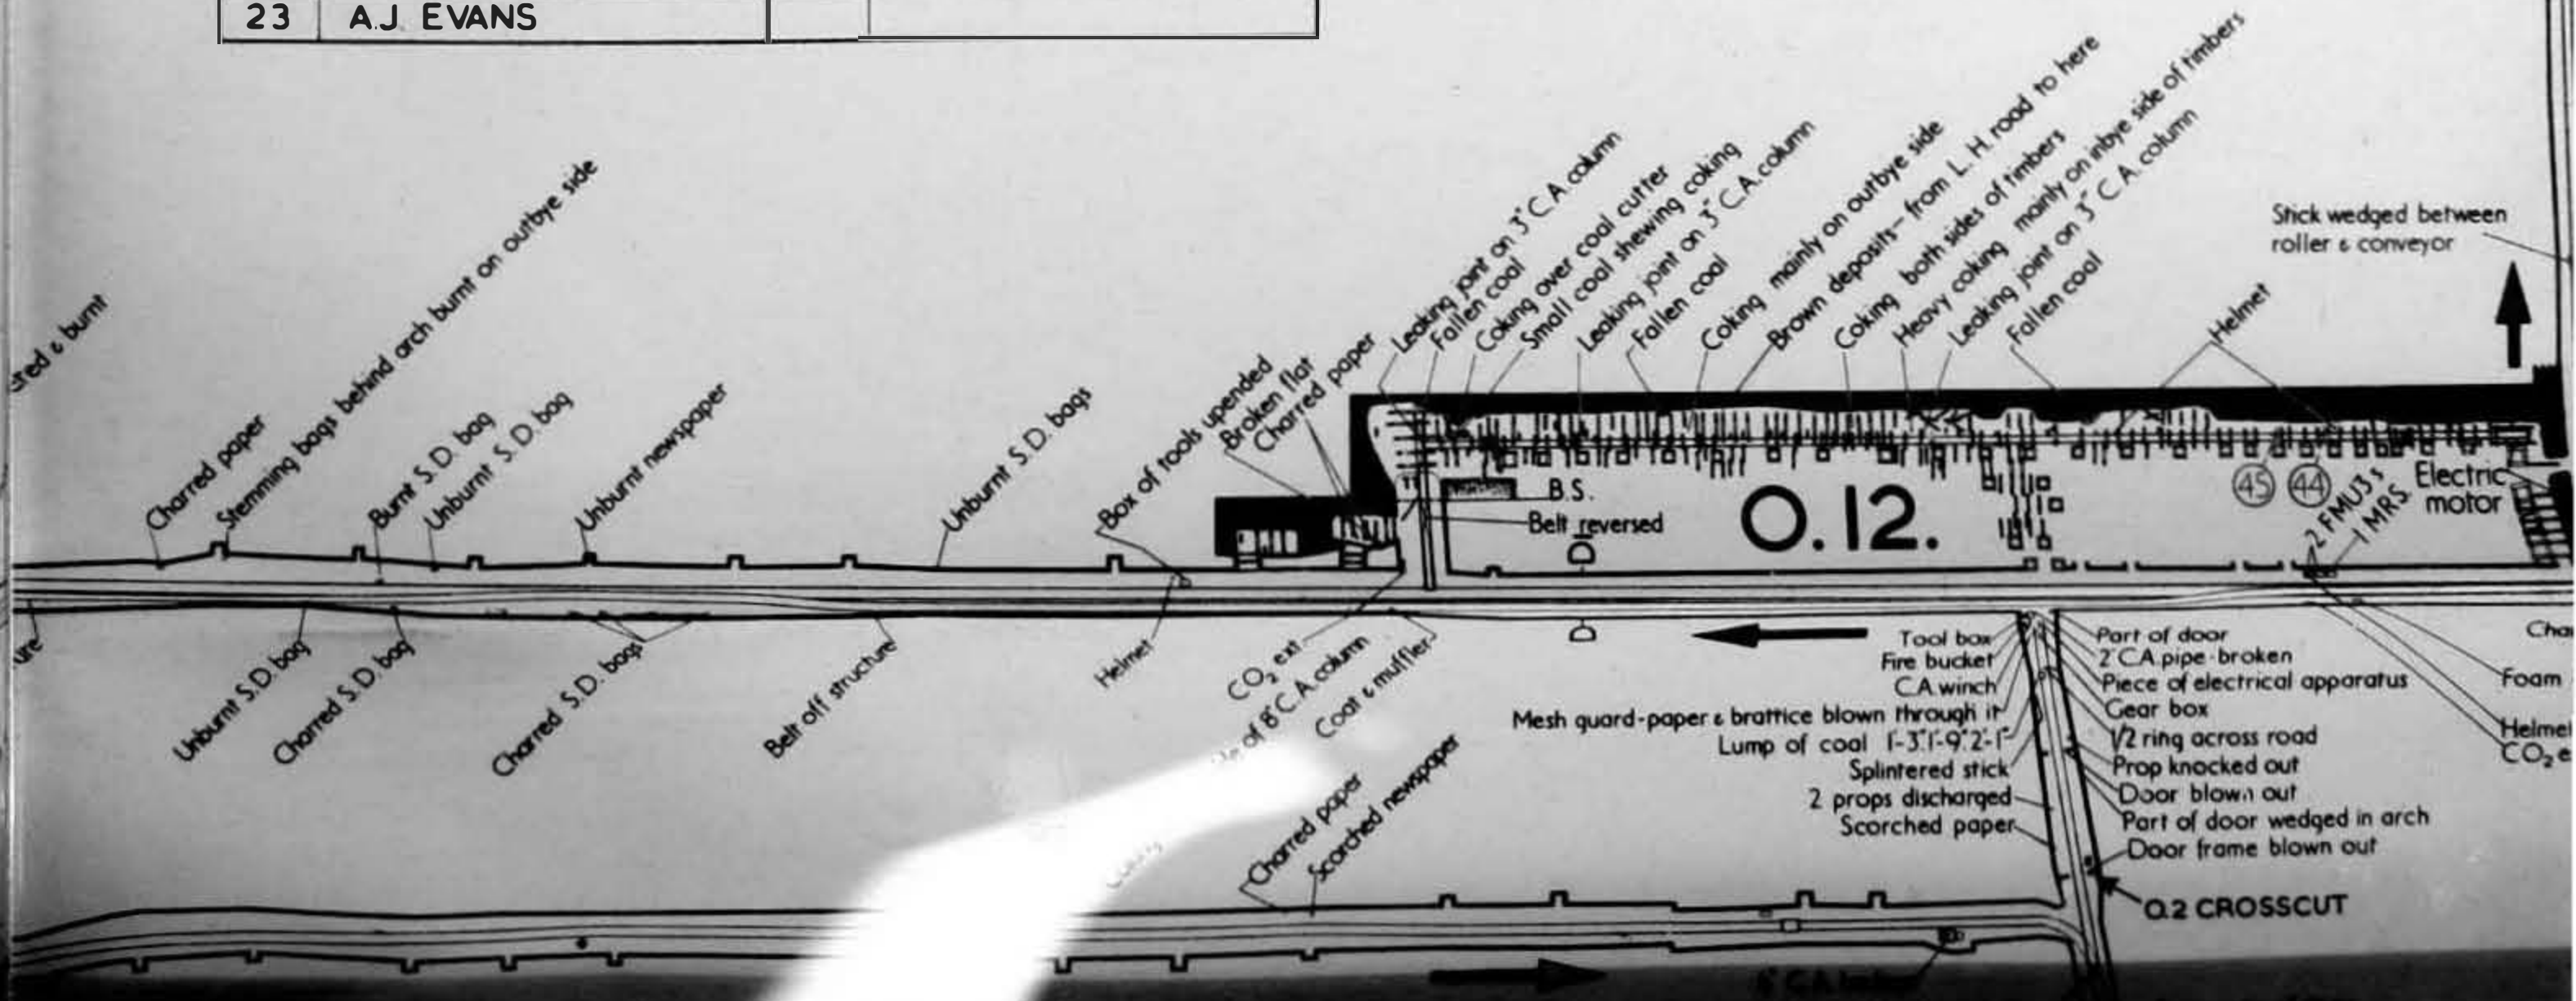 23 A.J. EVANS
Charred paper
Stemming bags behind arch burnt on outbye side
Burnt S.D. bag
Unburnt S.D. bag
Unburnt newspaper
Unburnt S.D. bags
Box of tools upended
Broken flat
Charred paper
Leaking joint on 3" C.A. column
Fallen coal
Coking over coal cutter
Small coal shewing coking
Leaking joint on 3" C.A. column
Fallen coal
Coking mainly on outbye side
Brown deposits - from L.H. road to here
Coking both sides of timbers
Heavy coking mainly on inbye side of timbers
Leaking joint on 3" C.A. column
Fallen coal
Helmet
Stick wedged between
roller & conveyor
& burnt
B.S.
Belt reversed
O.12.
45
44
2 FMU3s
1 MRS.
Electric
motor
D
D
Unburnt S.D. bag
Charred S.D. bag
Charred S.D. bags
Belt off structure
Helmet
CO₂ ext.
of 8" C.A. column
Coat & muffler
Tool box
Fire bucket
C.A. winch
Mesh guard-paper & brattice blown through it
Lump of coal 1'-3" 1'-9" 2'-1"
Splintered stick
2 props discharged
Scorched paper
Part of door
2" C.A. pipe broken
Piece of electrical apparatus
Gear box
1/2 ring across road
Prop knocked out
Door blown out
Part of door wedged in arch
Door frame blown out
Foam
CO₂
Charred paper
Scorched newspaper
O.2 CROSSCUT